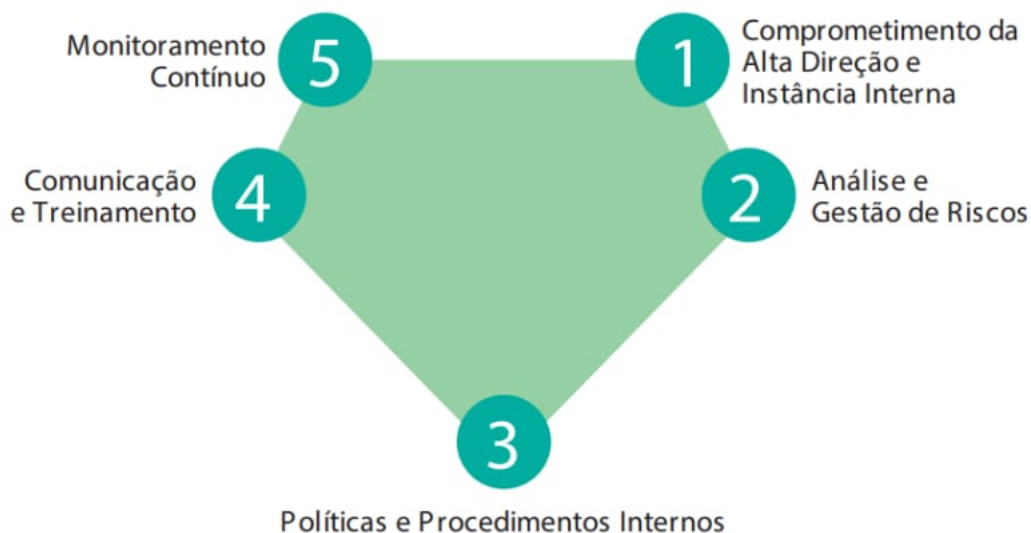 5
Monitoramento
Contínuo
1
Comprometimento da
Alta Direção e
Instância Interna
4
Comunicação
e Treinamento
2
Análise e
Gestão de Riscos
3
Políticas e Procedimentos Internos